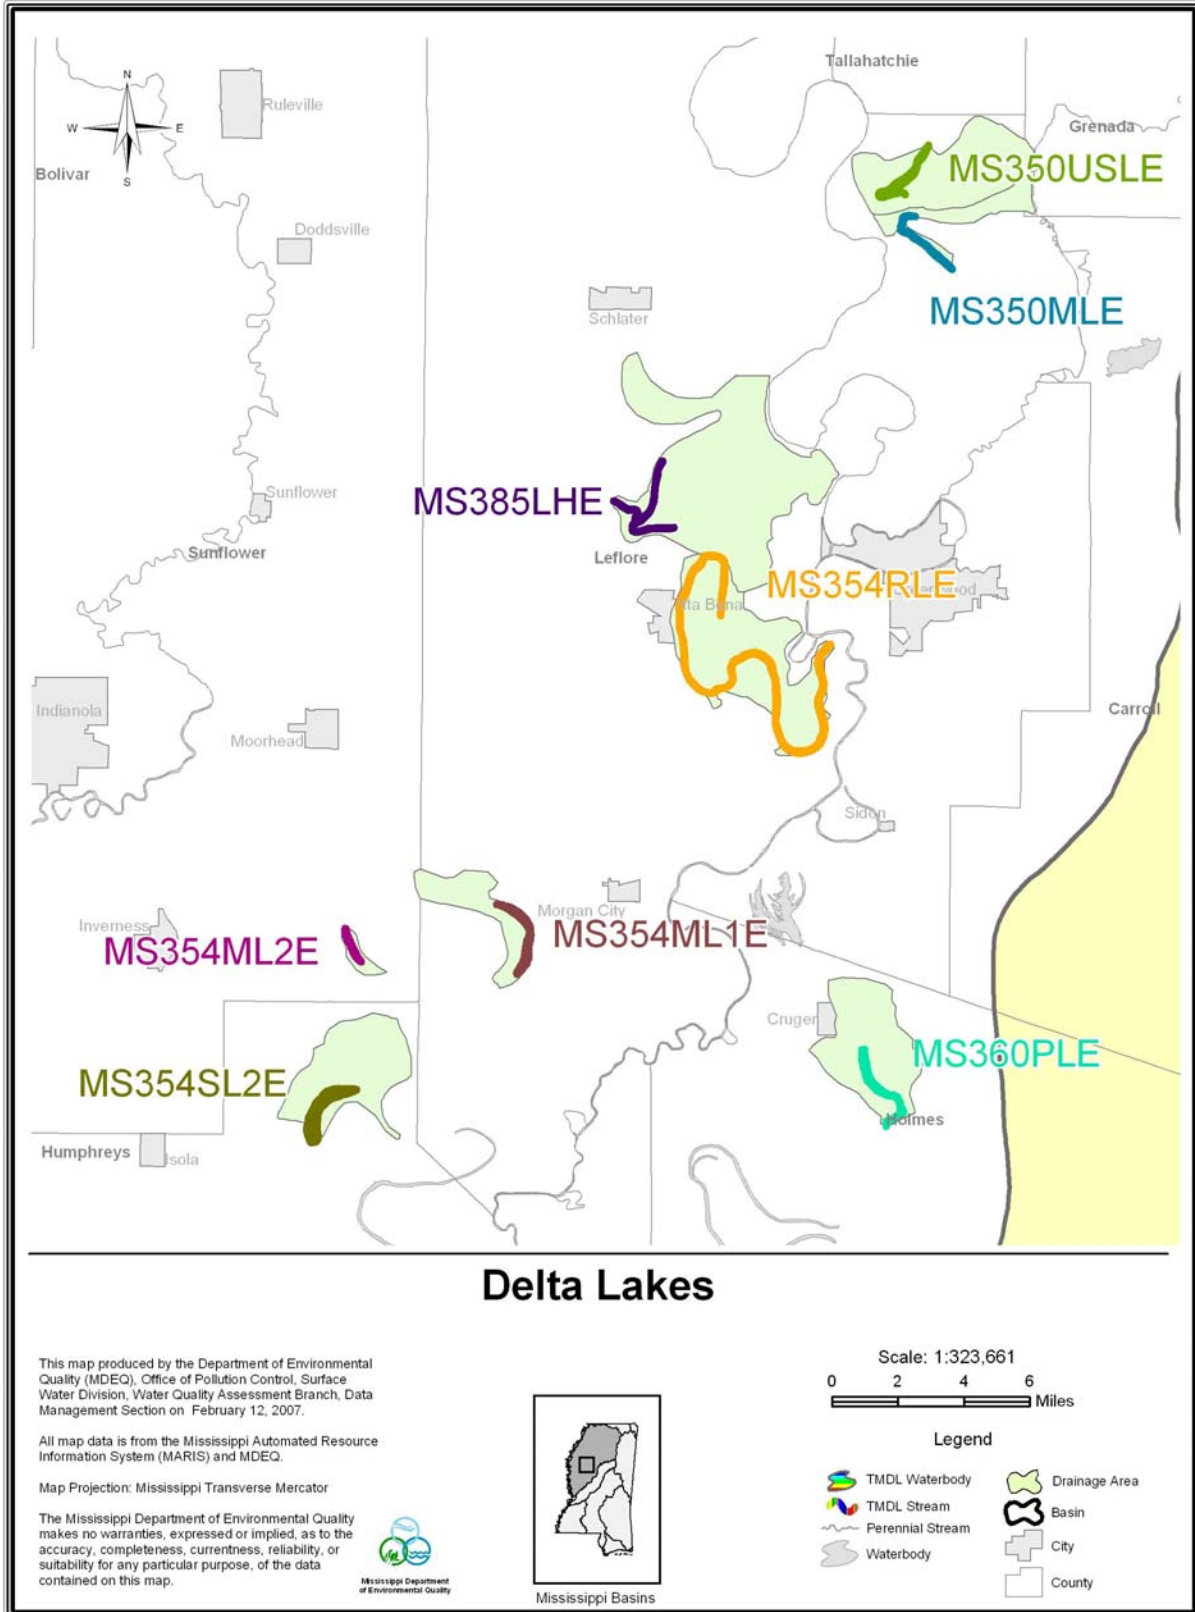 N
W E
S
Tallahatchie
Ruleville
Grenada
Bolivar
MS350USLE
Doddsville
MS350MLE
Schlater
MS385LHE
Sunflower
Sunflower
Leflore
MS354RLE
Indianola
Carroll
Moorhead
Sidon
Morgan City
Inverness
MS354ML1E
MS354ML2E
Cruger
MS360PLE
MS354SL2E
Holmes
Humphreys
Isola
Delta Lakes
This map produced by the Department of Environmental
Quality (MDEQ), Office of Pollution Control, Surface
Water Division, Water Quality Assessment Branch, Data
Management Section on February 12, 2007.
All map data is from the Mississippi Automated Resource
Information System (MARIS) and MDEQ.
Map Projection: Mississippi Transverse Mercator
The Mississippi Department of Environmental Quality
makes no warranties, expressed or implied, as to the
accuracy, completeness, currentness, reliability, or
suitability for any particular purpose, of the data
contained on this map.
Mississippi Department
of Environmental Quality
Mississippi Basins
Scale: 1:323,661
0 2 4 6
Miles
Legend
TMDL Waterbody
TMDL Stream
Perennial Stream
Waterbody
Drainage Area
Basin
City
County